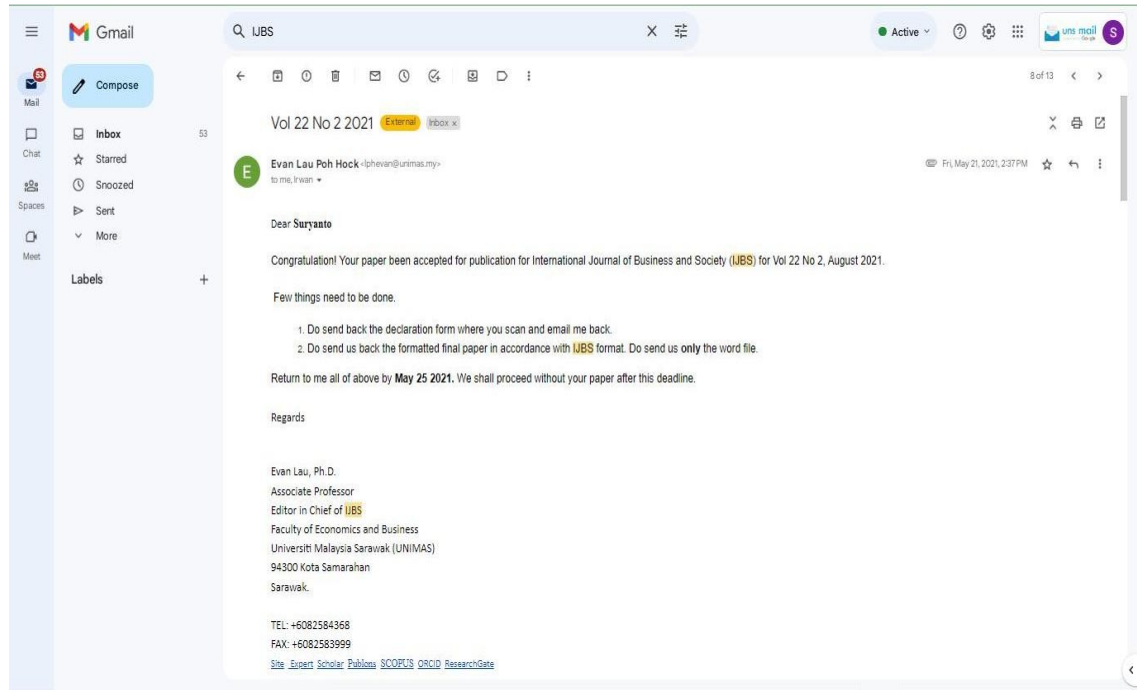 Gmail
IJBS
Active
uns mail
S
53
Mail
Compose
8 of 13
Chat
Inbox 53
Vol 22 No 2 2021 External Inbox x
Starred
E
Evan Lau Poh Hock <lphevan@unimas.my>
Fri, May 21, 2021, 2:37 PM
to me, Irwan
Spaces
Snoozed
Sent
Meet
More
Labels +
Dear Suryanto
Congratulation! Your paper been accepted for publication for International Journal of Business and Society (IJBS) for Vol 22 No 2, August 2021.
Few things need to be done.
1. Do send back the declaration form where you scan and email me back.
2. Do send us back the formatted final paper in accordance with IJBS format. Do send us only the word file.
Return to me all of above by May 25 2021. We shall proceed without your paper after this deadline.
Regards
Evan Lau, Ph.D.
Associate Professor
Editor in Chief of IJBS
Faculty of Economics and Business
Universiti Malaysia Sarawak (UNIMAS)
94300 Kota Samarahan
Sarawak.
TEL: +6082584368
FAX: +6082583999
Site Expert Scholar Publons SCOPUS ORCID ResearchGate